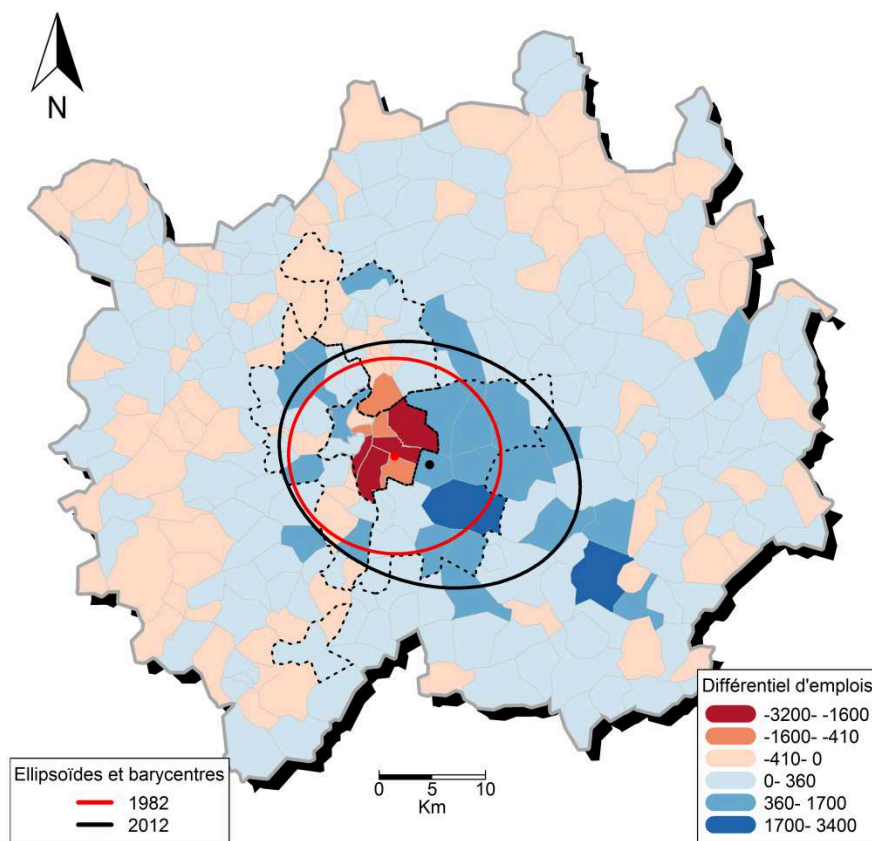 N
Différentiel d'emplois
-3200- -1600
-1600- -410
-410- 0
0- 360
360- 1700
1700- 3400
Ellipsoïdes et barycentres
1982
2012
0 5 10
Km